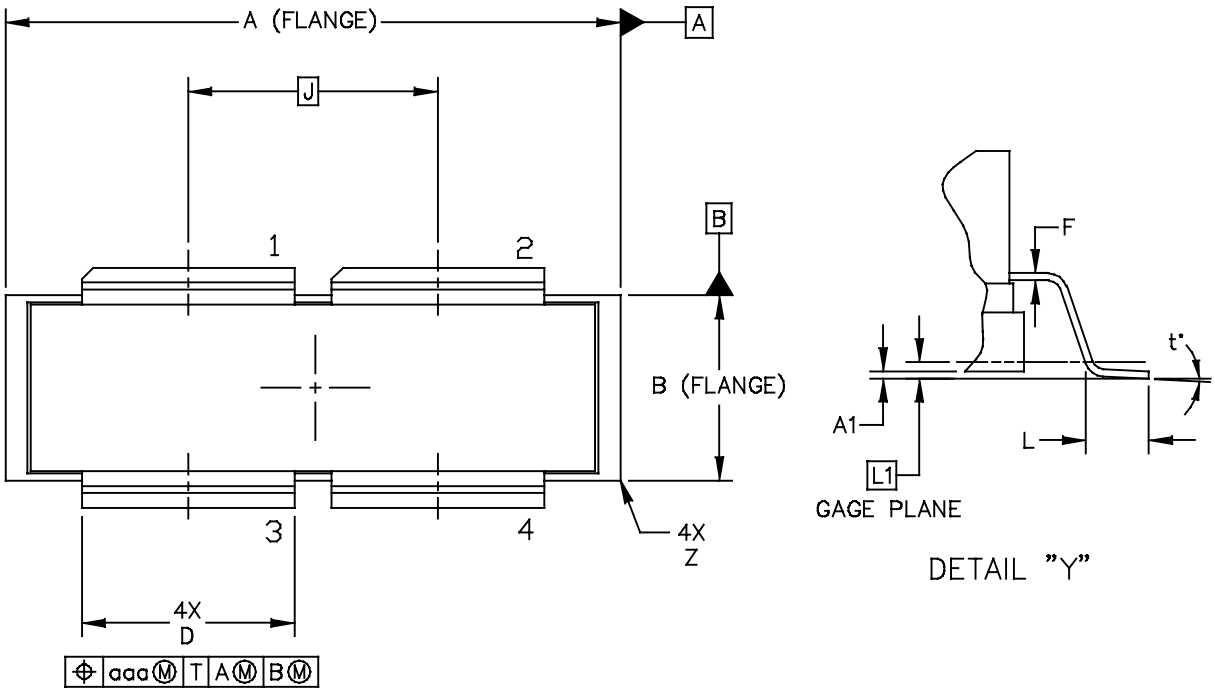 A (FLANGE)
A
J
B
1
2
F
t°
B (FLANGE)
A1
L
L1
GAGE PLANE
3
4
4X
Z
DETAIL "Y"
4X
D
⌖ aaa Ⓜ T A Ⓜ B Ⓜ